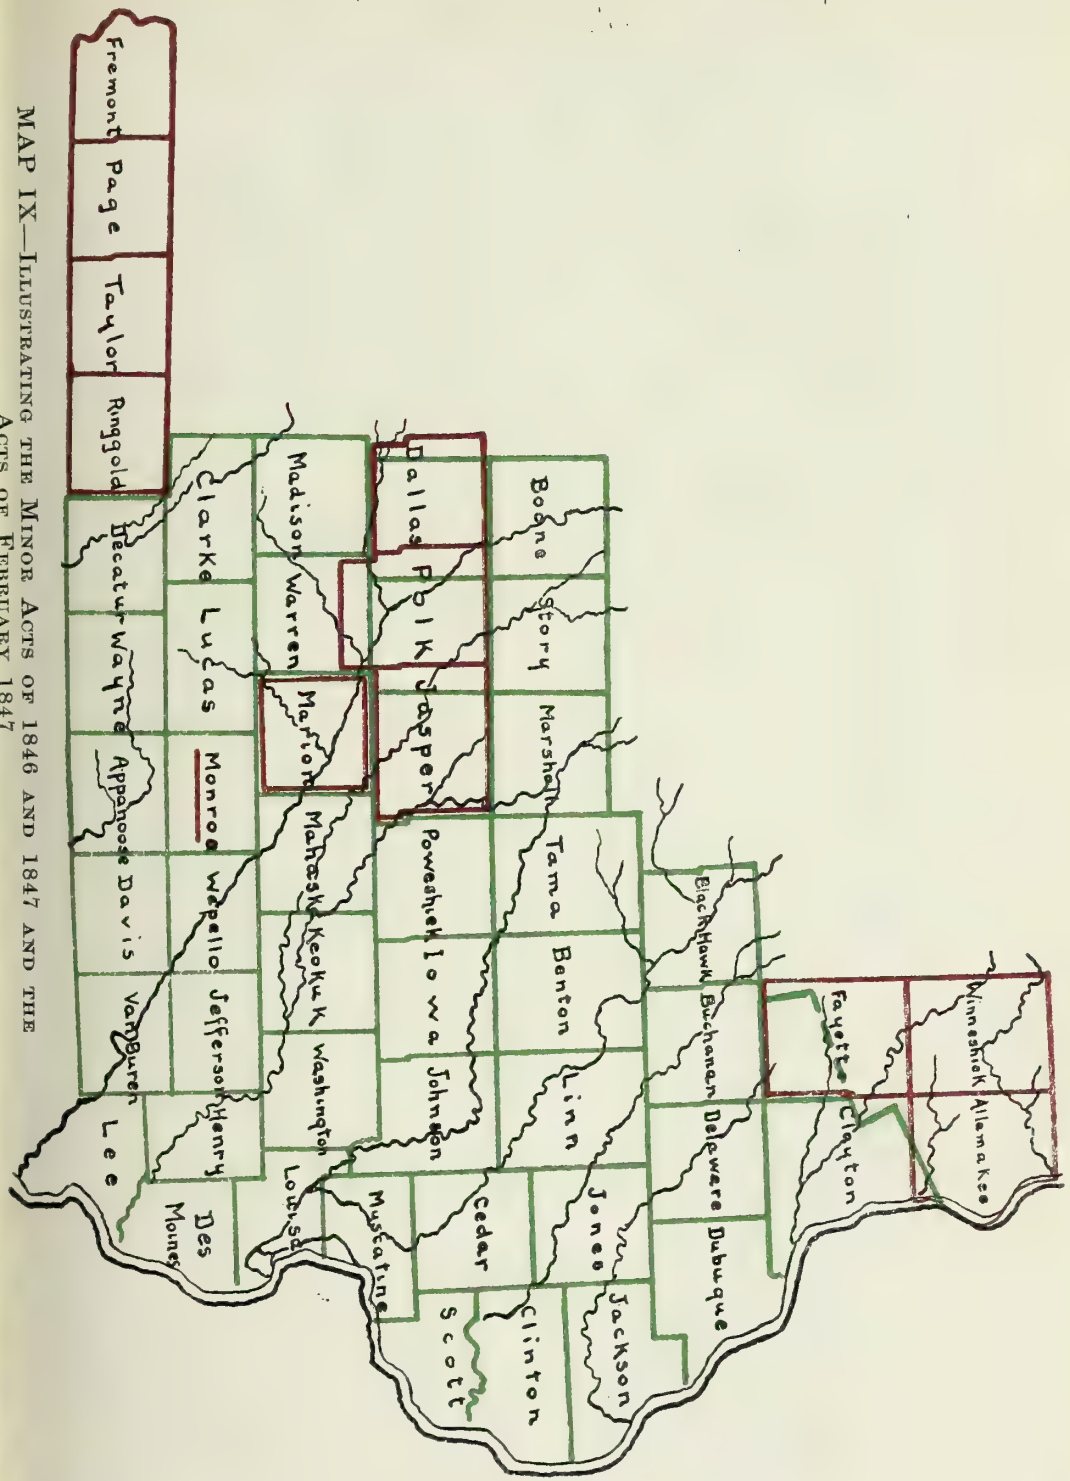 Winneshiek
Allamakee
Fayette
Clayton
Black Hawk
Buchanan
Delewere
Dubuque
Boone
Story
Marshall
Tama
Benton
Linn
Jones
Jackson
Dallas
Polk
Jasper
Poweshiek
Iowa
Johnson
Cedar
Clinton
Scott
Madison
Warren
Marion
Mahaska
Keokuk
Washington
Louisa
Muscatine
Clarke
Lucas
Monroe
Wepello
Jefferson
Henry
Des
Moines
Fremont
Page
Taylor
Ringgold
Decatur
Wayne
Appanoose
Davis
Van Buren
Lee
MAP IX—ILLUSTRATING THE MINOR ACTS OF 1846 AND 1847 AND THE
ACTS OF FEBRUARY 1847